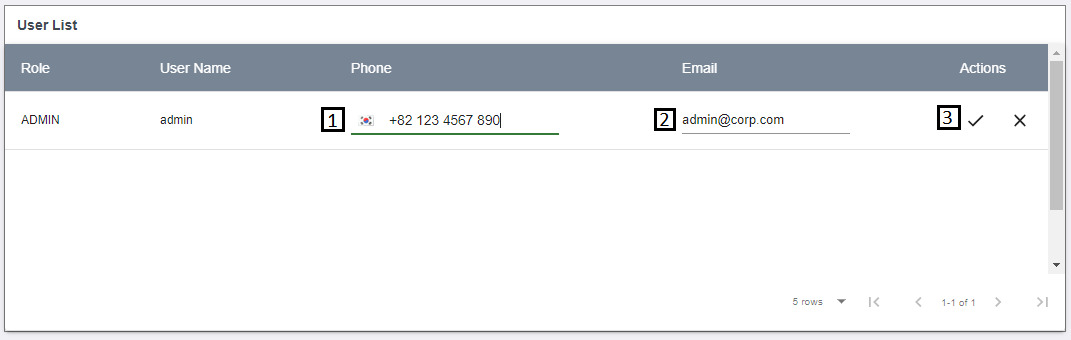 User List
Role User Name Phone Email Actions
ADMIN admin 1 +82 123 4567 890 2 admin@corp.com 3
5 rows 1-1 of 1